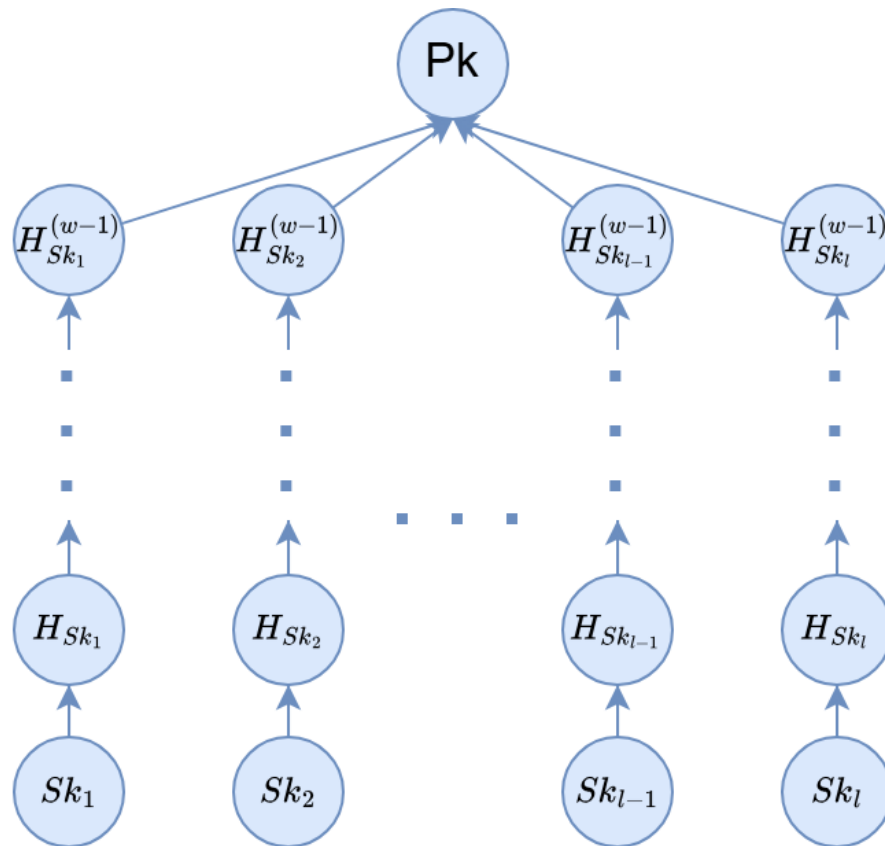 Pk
H_{Sk_1}^{(w-1)} H_{Sk_2}^{(w-1)} H_{Sk_{l-1}}^{(w-1)} H_{Sk_l}^{(w-1)}
H_{Sk_1} H_{Sk_2} H_{Sk_{l-1}} H_{Sk_l}
Sk_1 Sk_2 Sk_{l-1} Sk_l